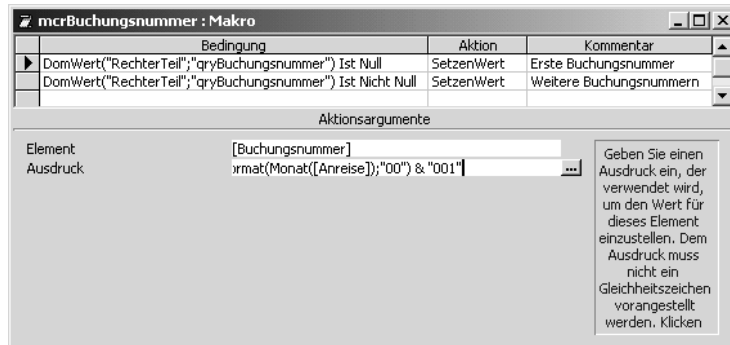 mcrBuchungsnummer : Makro
Bedingung Aktion Kommentar
DomWert("RechterTeil";"qryBuchungsnummer") Ist Null SetzenWert Erste Buchungsnummer
DomWert("RechterTeil";"qryBuchungsnummer") Ist Nicht Null SetzenWert Weitere Buchungsnummern
Aktionsargumente
Element [Buchungsnummer]
Ausdruck ormat(Monat([Anreise]);"00") & "001" ...
Geben Sie einen
Ausdruck ein, der
verwendet wird,
um den Wert für
dieses Element
einzustellen. Dem
Ausdruck muss
nicht ein
Gleichheitszeichen
vorangestellt
werden. Klicken